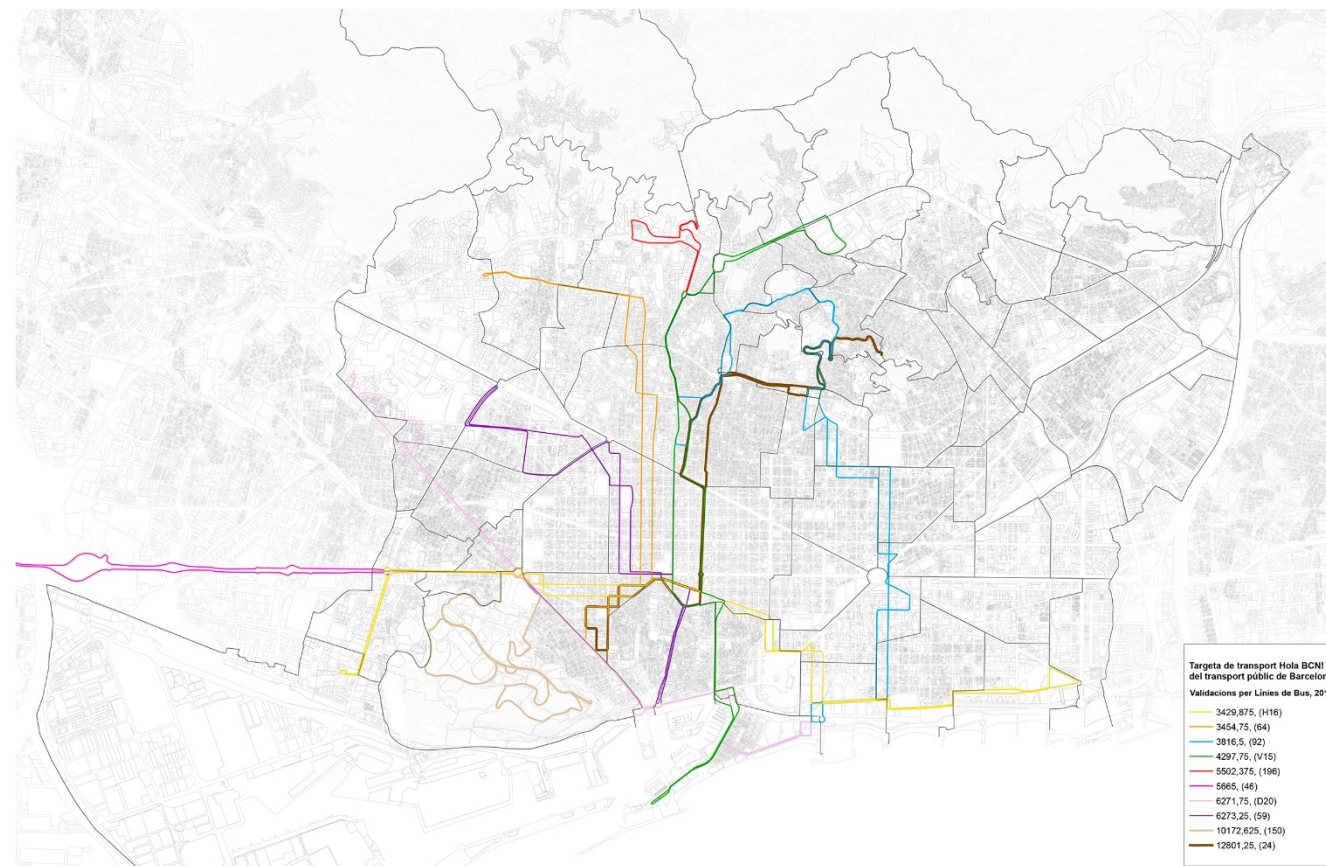 Targeta de transport Hola BCN!
del transport públic de Barcelon
Validacions per Línies de Bus, 201
3429,875, (H16)
3454,75, (64)
3816,5, (92)
4297,75, (V15)
5502,375, (196)
5665, (46)
6271,75, (D20)
6273,25, (59)
10172,625, (150)
12801,25, (24)